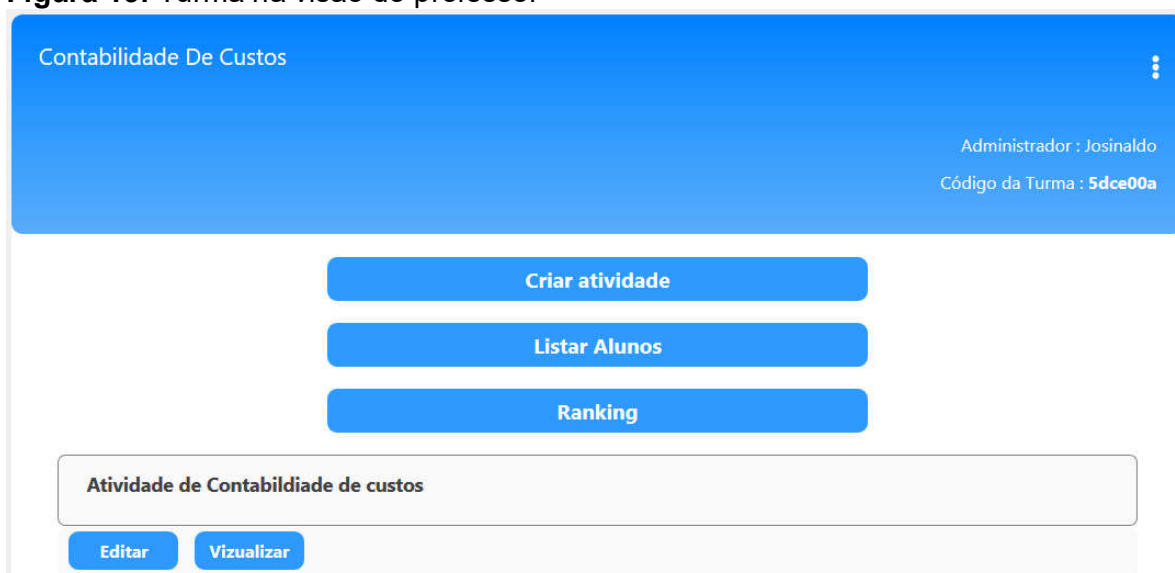 Contabilidade De Custos
Administrador : Josinaldo
Código da Turma : 5dce00a
Criar atividade
Listar Alunos
Ranking
Atividade de Contabildiade de custos
Editar Vizualizar